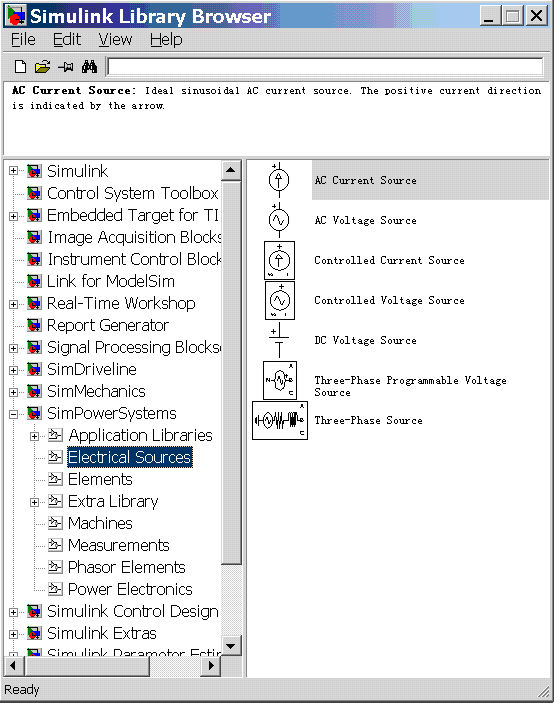 Simulink Library Browser
File Edit View Help
AC Current Source: Ideal sinusoidal AC current source. The positive current direction
is indicated by the arrow.
Simulink
Control System Toolbox
Embedded Target for TI
Image Acquisition Blocks
Instrument Control Block
Link for ModelSim
Real-Time Workshop
Report Generator
Signal Processing Blocks
SimDriveline
SimMechanics
SimPowerSystems
Application Libraries
Electrical Sources
Elements
Extra Library
Machines
Measurements
Phasor Elements
Power Electronics
Simulink Control Design
Simulink Extras
Simulink Parameter Estir
AC Current Source
AC Voltage Source
Controlled Current Source
Controlled Voltage Source
DC Voltage Source
Three-Phase Programmable Voltage
Source
Three-Phase Source
Ready